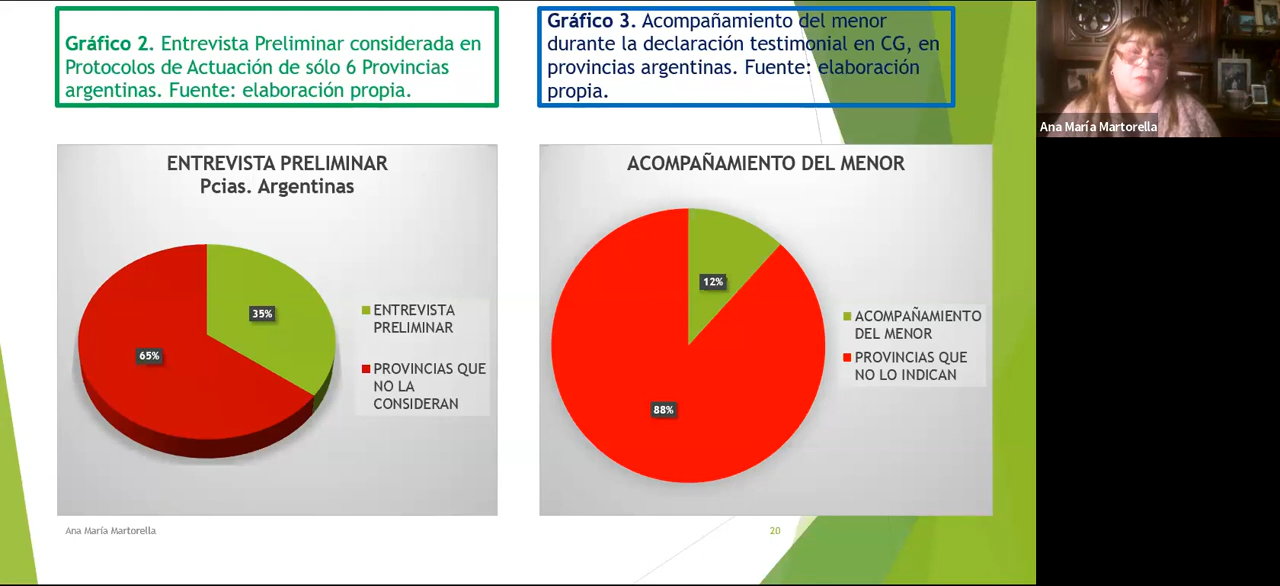 Gráfico 2. Entrevista Preliminar considerada en
Protocolos de Actuación de sólo 6 Provincias
argentinas. Fuente: elaboración propia.
Gráfico 3. Acompañamiento del menor
durante la declaración testimonial en CG, en
provincias argentinas. Fuente: elaboración
propia.
Ana María Martorella
ENTREVISTA PRELIMINAR
Pcias. Argentinas
35%
65%
ENTREVISTA
PRELIMINAR
PROVINCIAS QUE
NO LA
CONSIDERAN
ACOMPAÑAMIENTO DEL MENOR
12%
88%
ACOMPAÑAMIENTO
DEL MENOR
PROVINCIAS QUE
NO LO INDICAN
Ana María Martorella
20